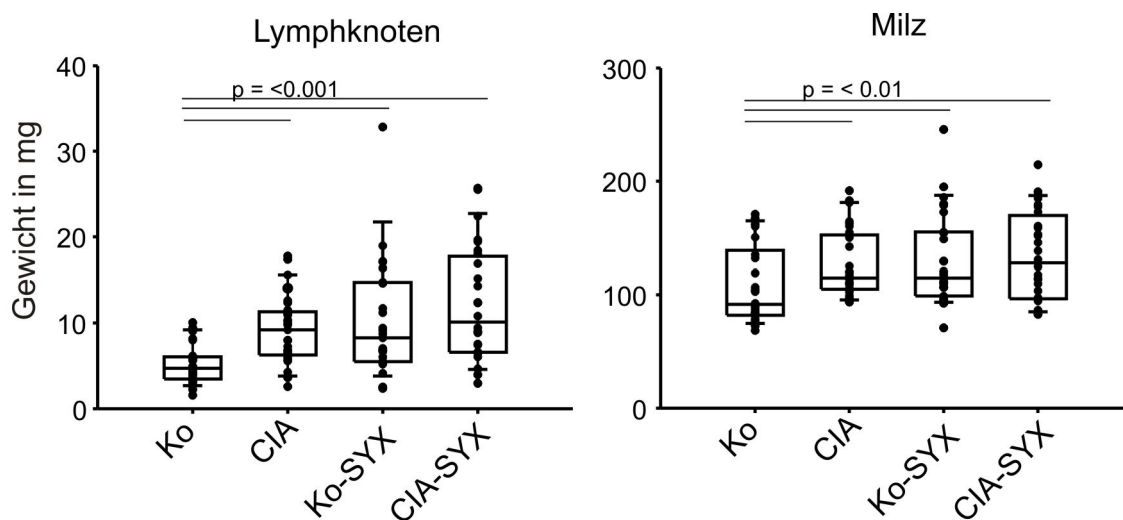 Lymphknoten
Gewicht in mg
40
30
20
10
0
p = <0.001
Ko
CIA
Ko-SYX
CIA-SYX
Milz
300
200
100
0
p = < 0.01
Ko
CIA
Ko-SYX
CIA-SYX